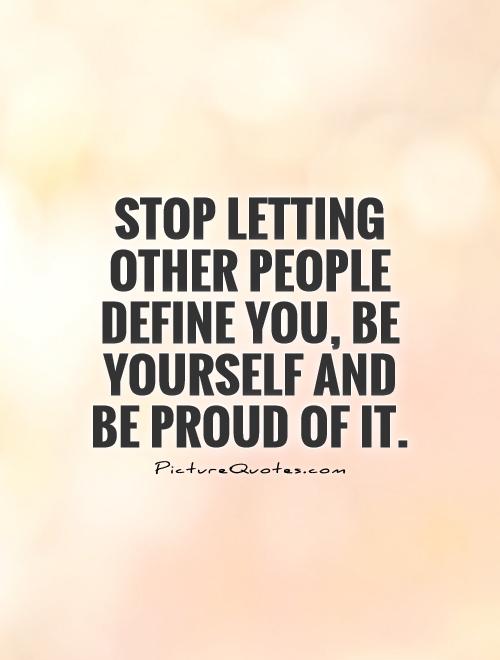 STOP LETTING
OTHER PEOPLE
DEFINE YOU, BE
YOURSELF AND
BE PROUD OF IT.
PictureQuotes.com